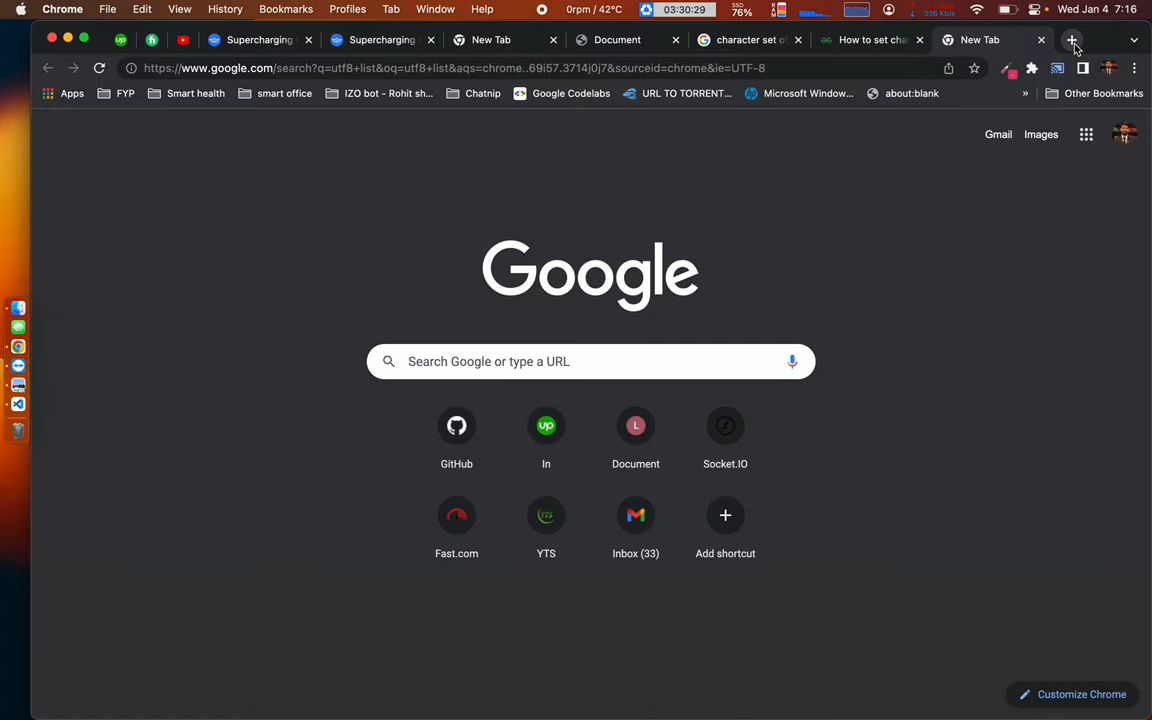 Chrome File Edit View History Bookmarks Profiles Tab Window Help 0rpm / 42°C 03:30:29 SSD 76% 336 Kb/s Wed Jan 4 7:16
Supercharging Supercharging New Tab Document character set o How to set cha New Tab
https://www.google.com/search?q=utf8+list&oq=utf8+list&aqs=chrome..69i57.3714j0j7&sourceid=chrome&ie=UTF-8
Apps FYP Smart health smart office IZO bot - Rohit sh... Chatnip Google Codelabs URL TO TORRENT... Microsoft Window... about:blank » Other Bookmarks
Gmail Images
Google
Search Google or type a URL
GitHub In Document Socket.IO
Fast.com YTS Inbox (33) Add shortcut
Customize Chrome